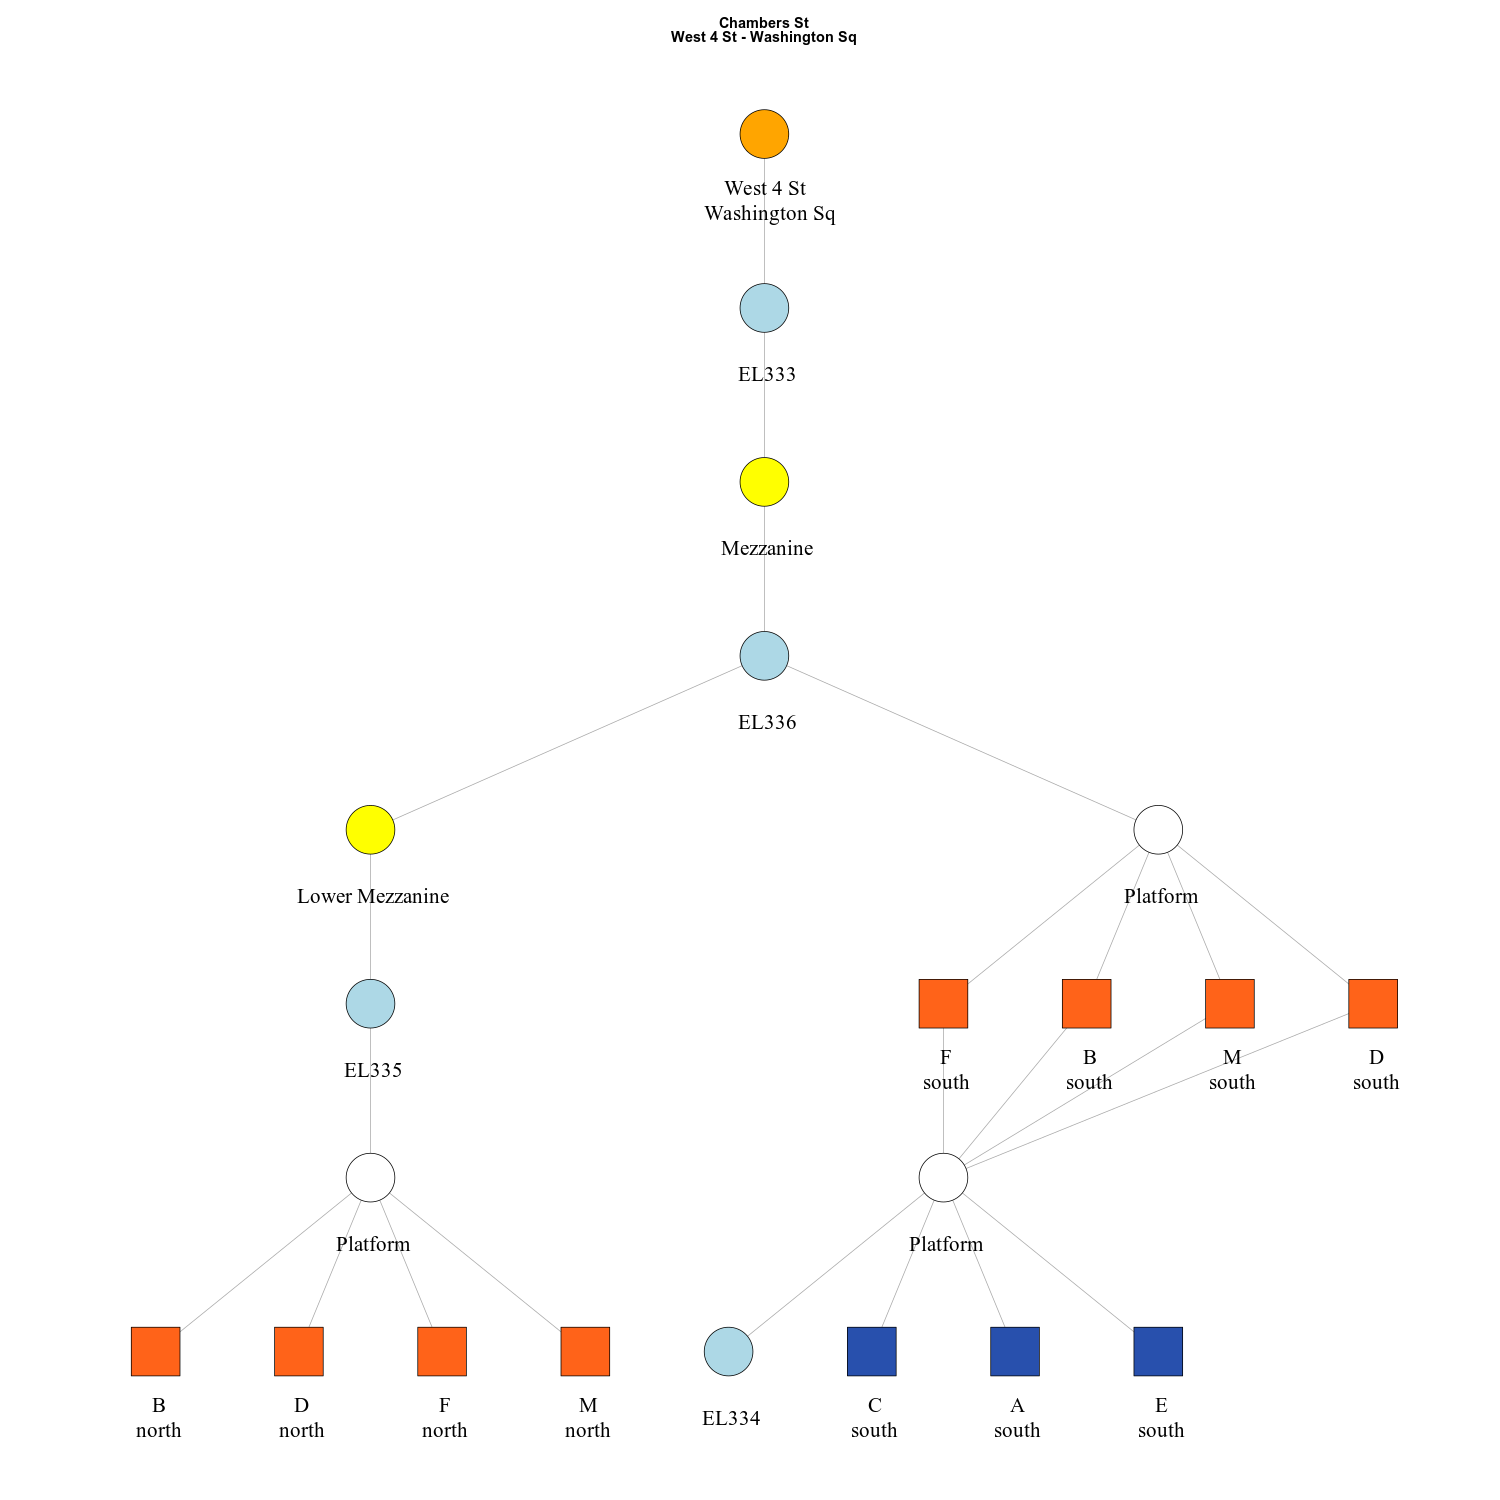 Chambers St
West 4 St - Washington Sq
West 4 St
Washington Sq
EL333
Mezzanine
EL336
Lower Mezzanine
Platform
F
south
B
south
M
south
D
south
EL335
Platform
Platform
B
north
D
north
F
north
M
north
EL334
C
south
A
south
E
south